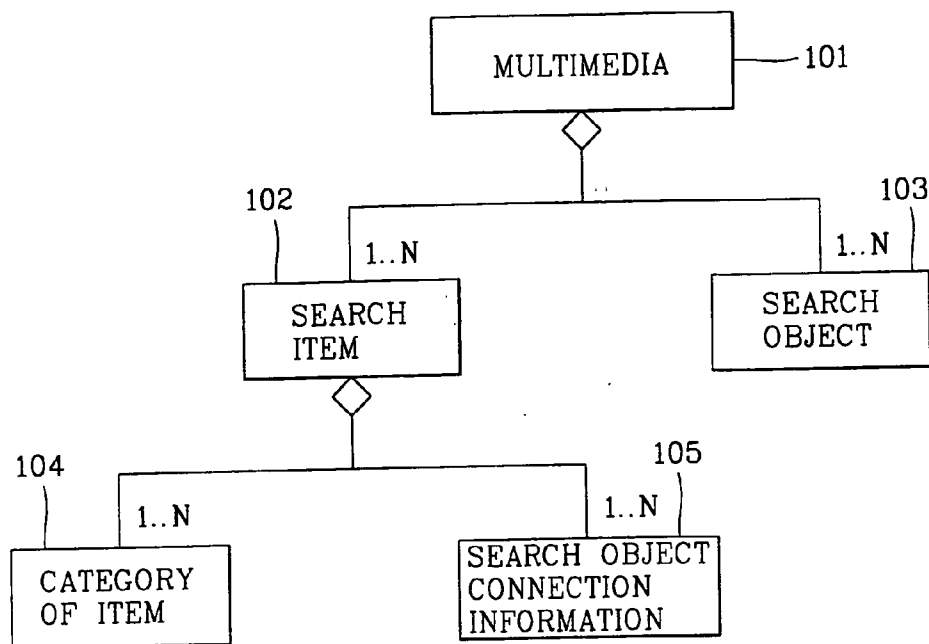 MULTIMEDIA
101
102
103
1..N
1..N
SEARCH
ITEM
SEARCH
OBJECT
104
105
1..N
1..N
CATEGORY
OF ITEM
SEARCH OBJECT
CONNECTION
INFORMATION